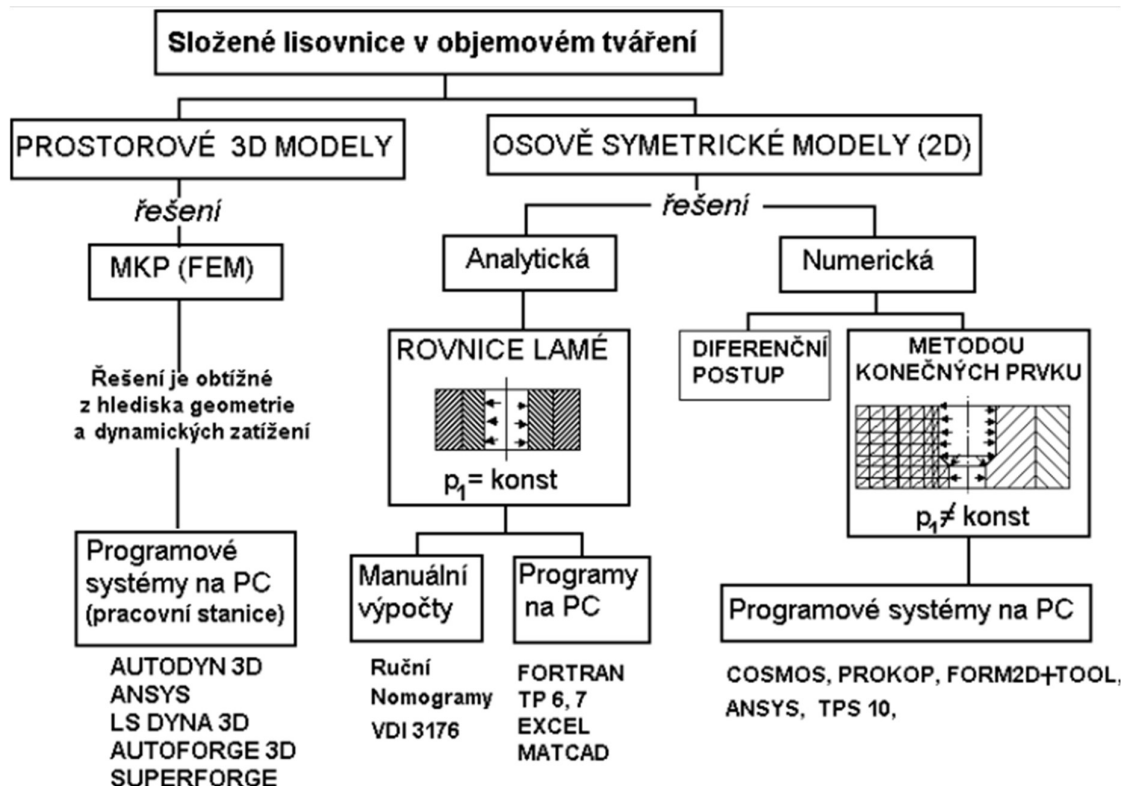 Složené lisovnice v objemovém tváření
PROSTOROVÉ 3D MODELY
řešení
MKP (FEM)
Řešení je obtížné
z hlediska geometrie
a dynamických zatížení
Programové
systémy na PC
(pracovní stanice)
AUTODYN 3D
ANSYS
LS DYNA 3D
AUTOFORGE 3D
SUPERFORGE
OSOVĚ SYMETRICKÉ MODELY (2D)
řešení
Analytická
ROVNICE LAMÉ
p₁= konst
Manuální
výpočty
Ruční
Nomogramy
VDI 3176
Programy
na PC
FORTRAN
TP 6, 7
EXCEL
MATCAD
Numerická
DIFERENČNÍ
POSTUP
METODOU
KONEČNÝCH PRVKU
p₁≠ konst
Programové systémy na PC
COSMOS, PROKOP, FORM2D+TOOL,
ANSYS, TPS 10,